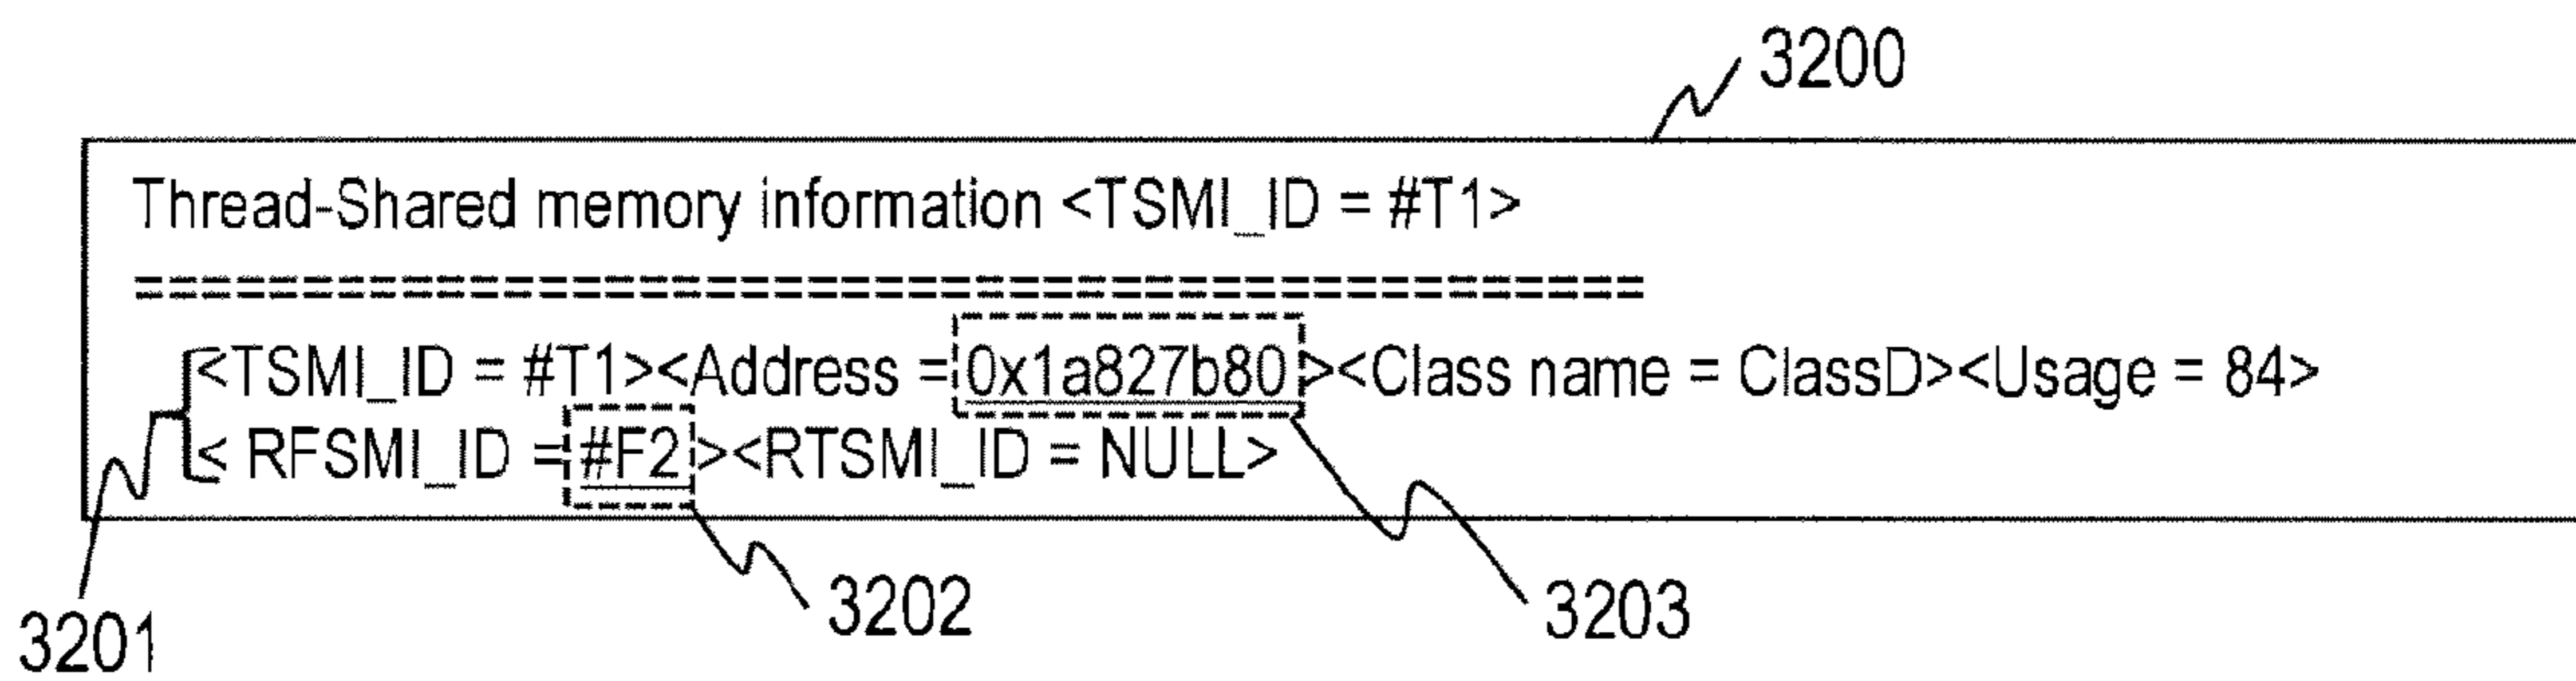 3200
Thread-Shared memory information <TSMI_ID = #T1>
=============================================
<TSMI_ID = #T1><Address = 0x1a827b80 ><Class name = ClassD><Usage = 84>
< RFSMI_ID = #F2 ><RTSMI_ID = NULL>
3201
3202
3203